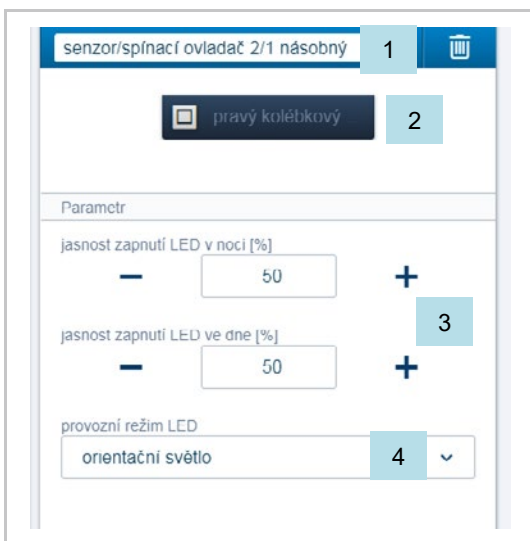 senzor/spínací ovladač 2/1 násobný
1
pravý kolébkový ...
2
Parametr
jasnost zapnutí LED v noci [%]
50
3
jasnost zapnutí LED ve dne [%]
50
provozní režim LED
orientační světlo
4